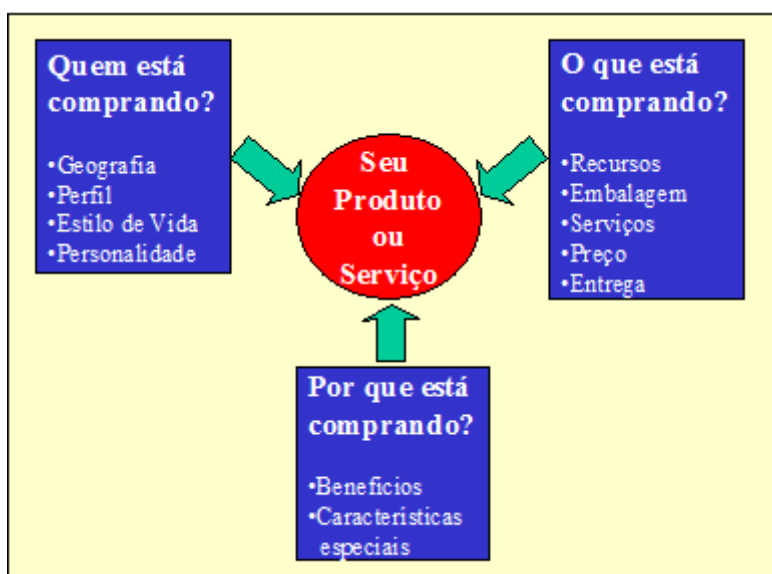 Quem está
comprando?
•Geografia
•Perfil
•Estilo de Vida
•Personalidade
Seu
Produto
ou
Serviço
O que está
comprando?
•Recursos
•Embalagem
•Serviços
•Preço
•Entrega
Por que está
comprando?
•Benefícios
•Características
especiais